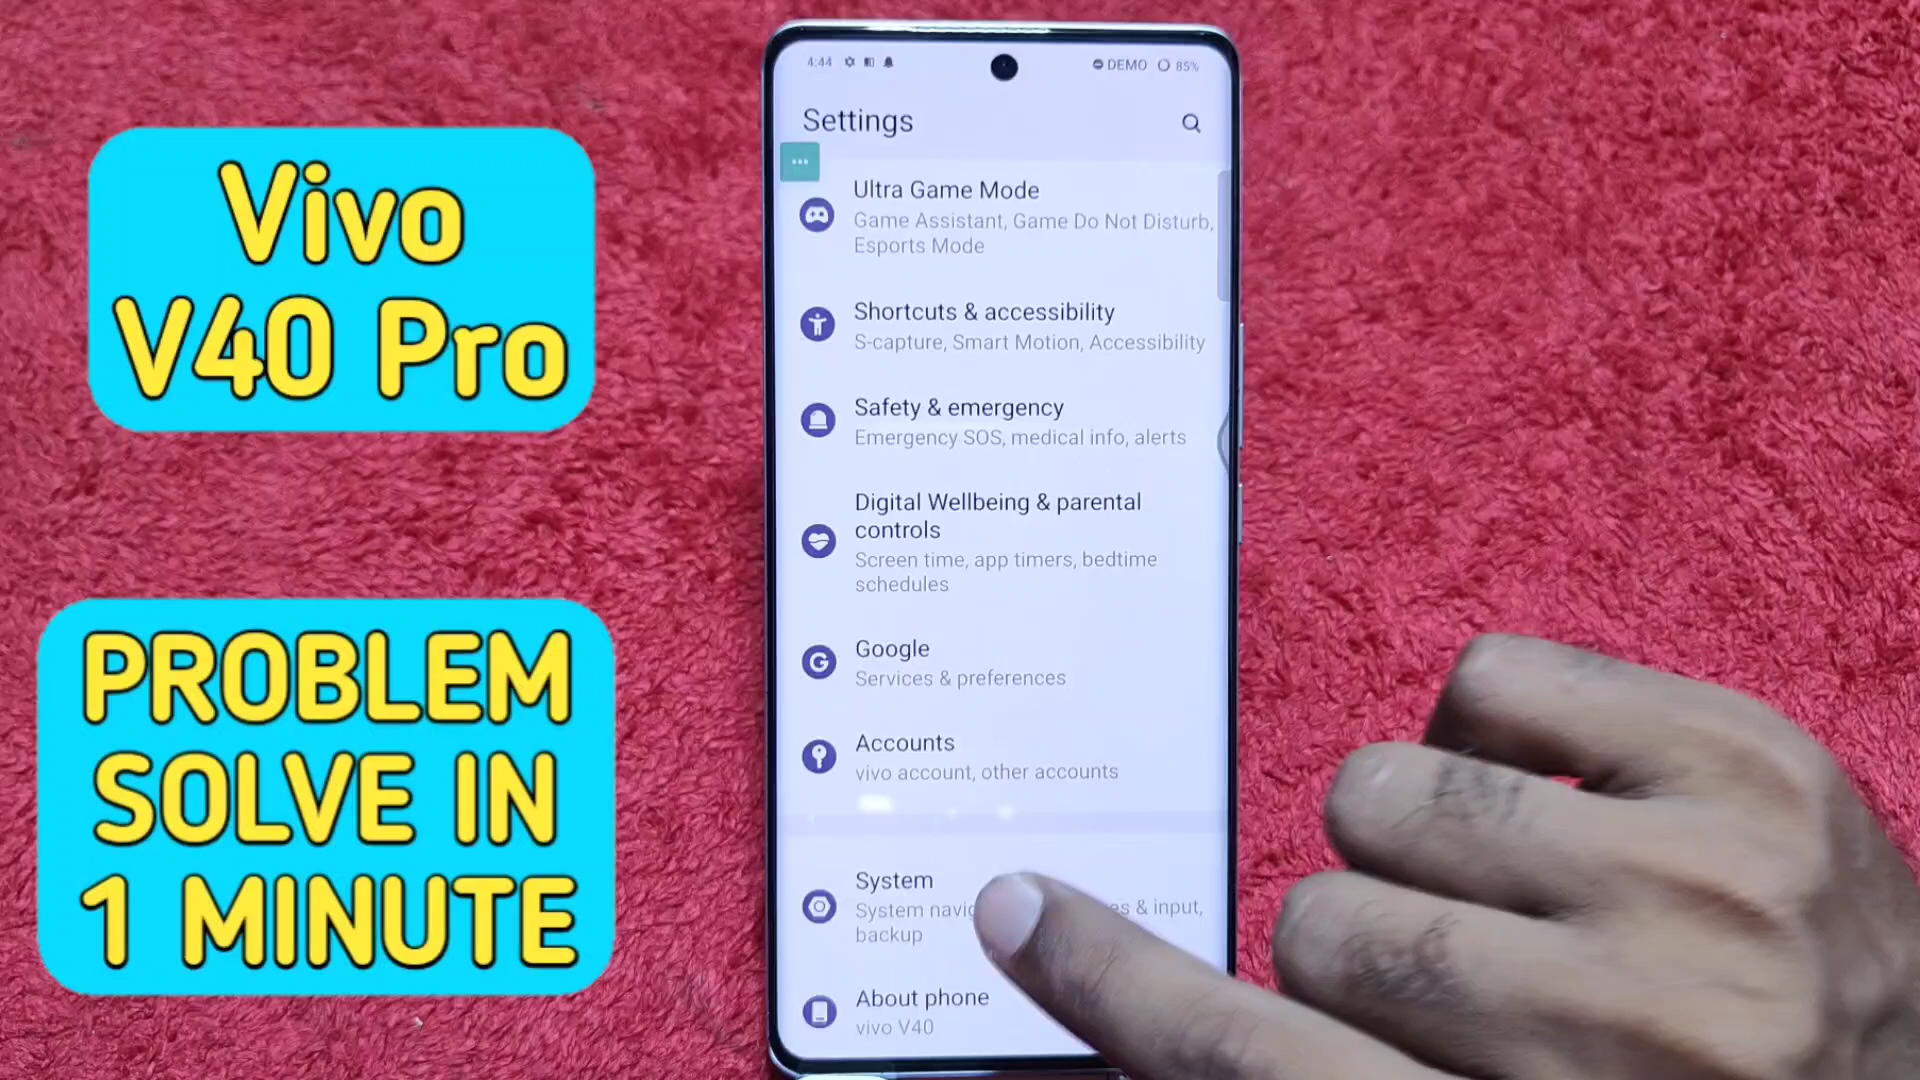 Vivo
V40 Pro
PROBLEM
SOLVE IN
1 MINUTE
4:44
DEMO 85%
Settings
Ultra Game Mode
Game Assistant, Game Do Not Disturb,
Esports Mode
Shortcuts & accessibility
S-capture, Smart Motion, Accessibility
Safety & emergency
Emergency SOS, medical info, alerts
Digital Wellbeing & parental
controls
Screen time, app timers, bedtime
schedules
Google
Services & preferences
Accounts
vivo account, other accounts
System
System & input,
backup
About phone
vivo V40